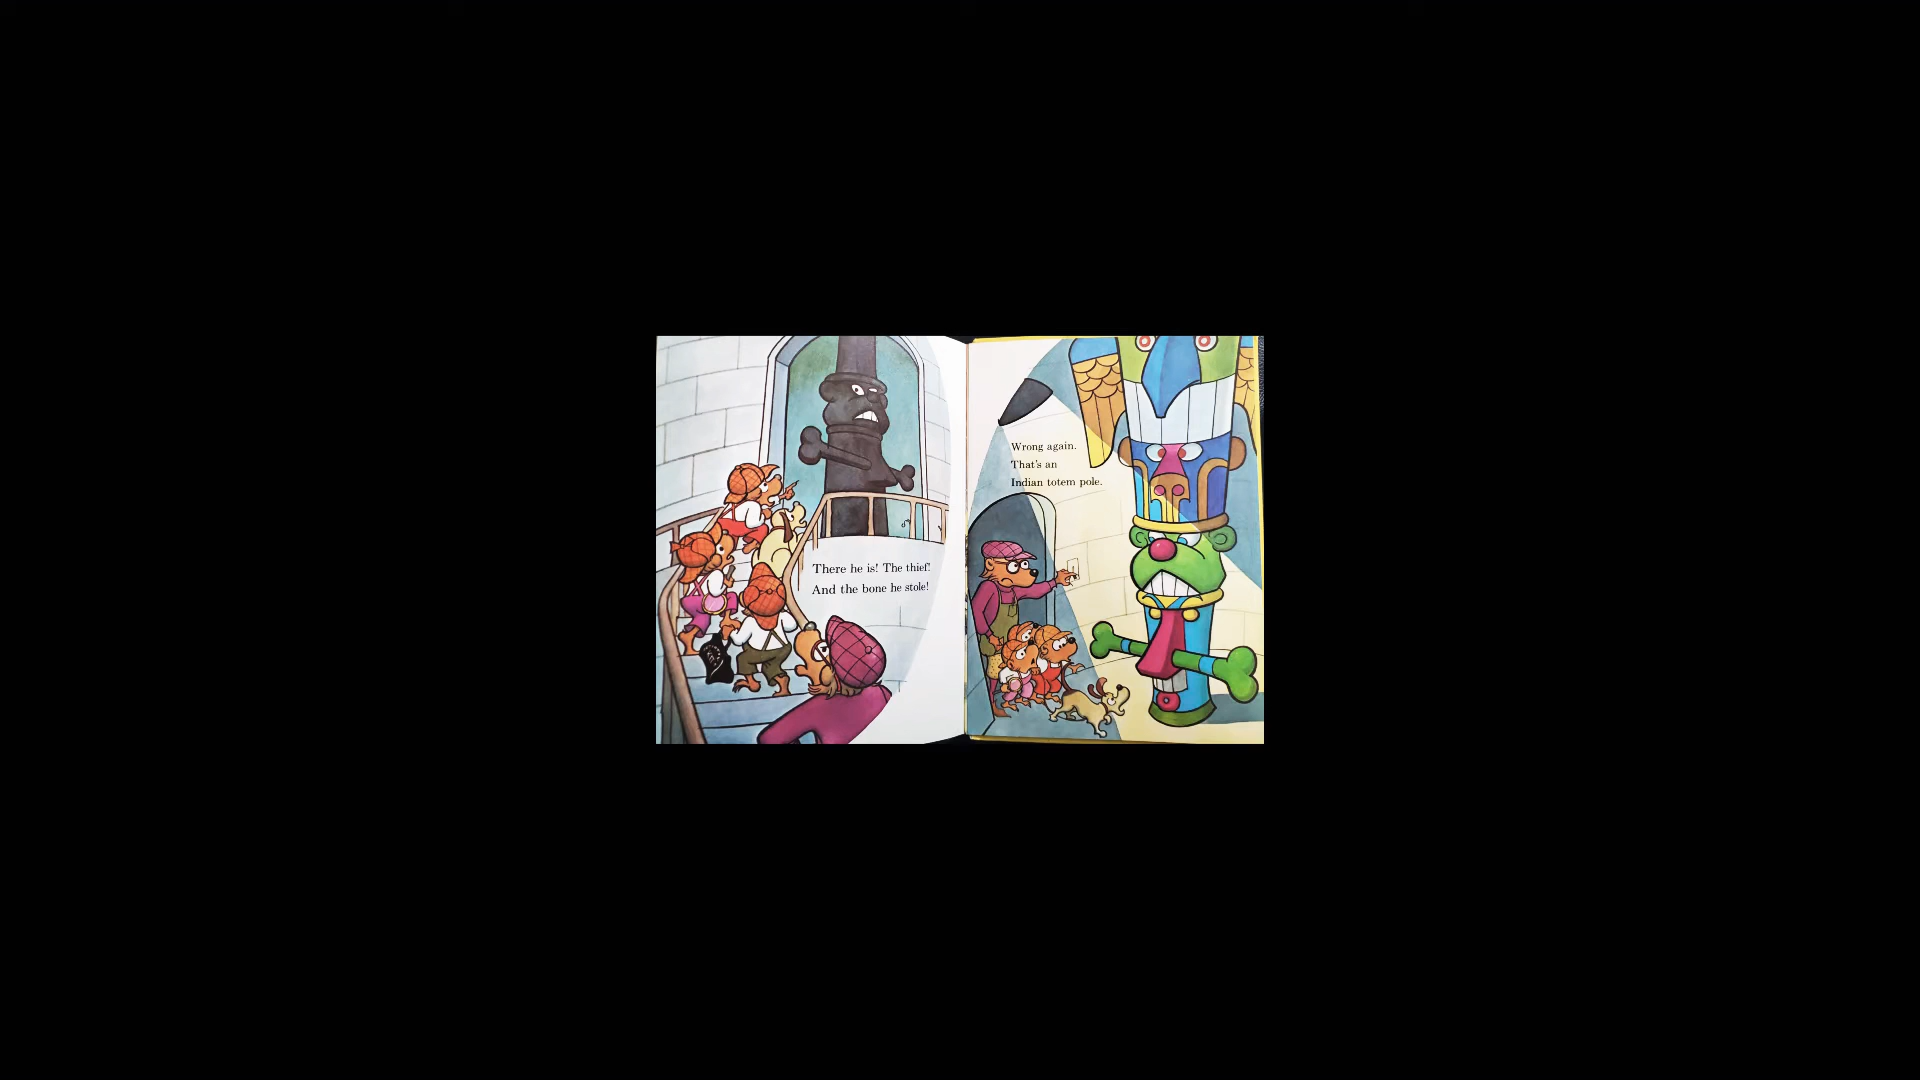 There he is! The thief!
And the bone he stole!
Wrong again.
That's an
Indian totem pole.